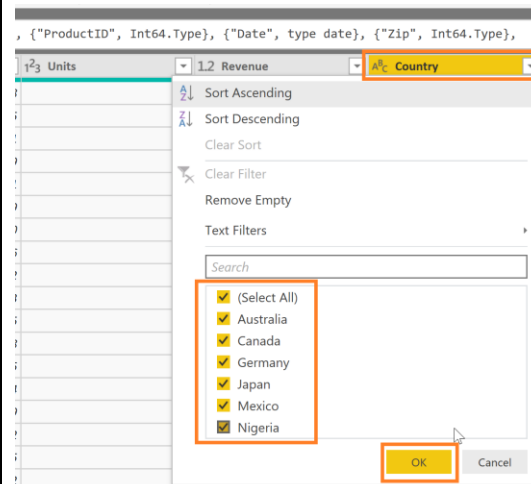 , {"ProductID", Int64.Type}, {"Date", type date}, {"Zip", Int64.Type},
1²3 Units 1.2 Revenue ABC Country
Sort Ascending
Sort Descending
Clear Sort
Clear Filter
Remove Empty
Text Filters
Search
(Select All)
Australia
Canada
Germany
Japan
Mexico
Nigeria
OK Cancel